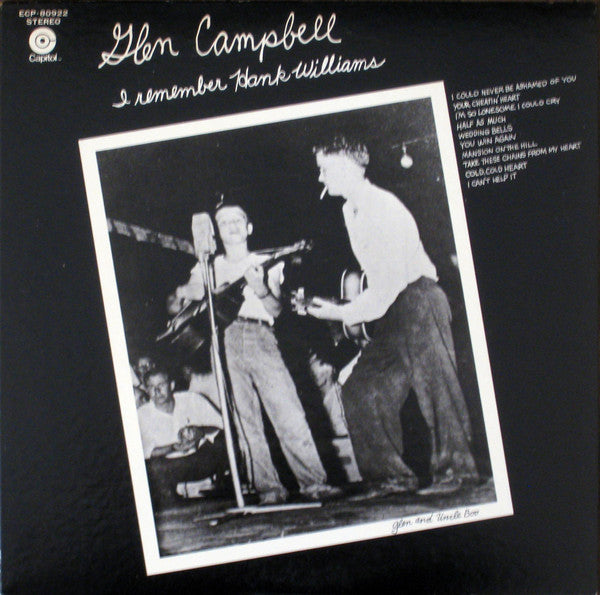 ECP-80922
STEREO
Capitol
Glen Campbell
I remember Hank Williams
I COULD NEVER BE ASHAMED OF YOU
YOUR CHEATIN' HEART
I'M SO LONESOME I COULD CRY
HALF AS MUCH
WEDDING BELLS
YOU WIN AGAIN
MANSION ON THE HILL
TAKE THESE CHAINS FROM MY HEART
COLD, COLD HEART
I CAN'T HELP IT
glen and Uncle Boo